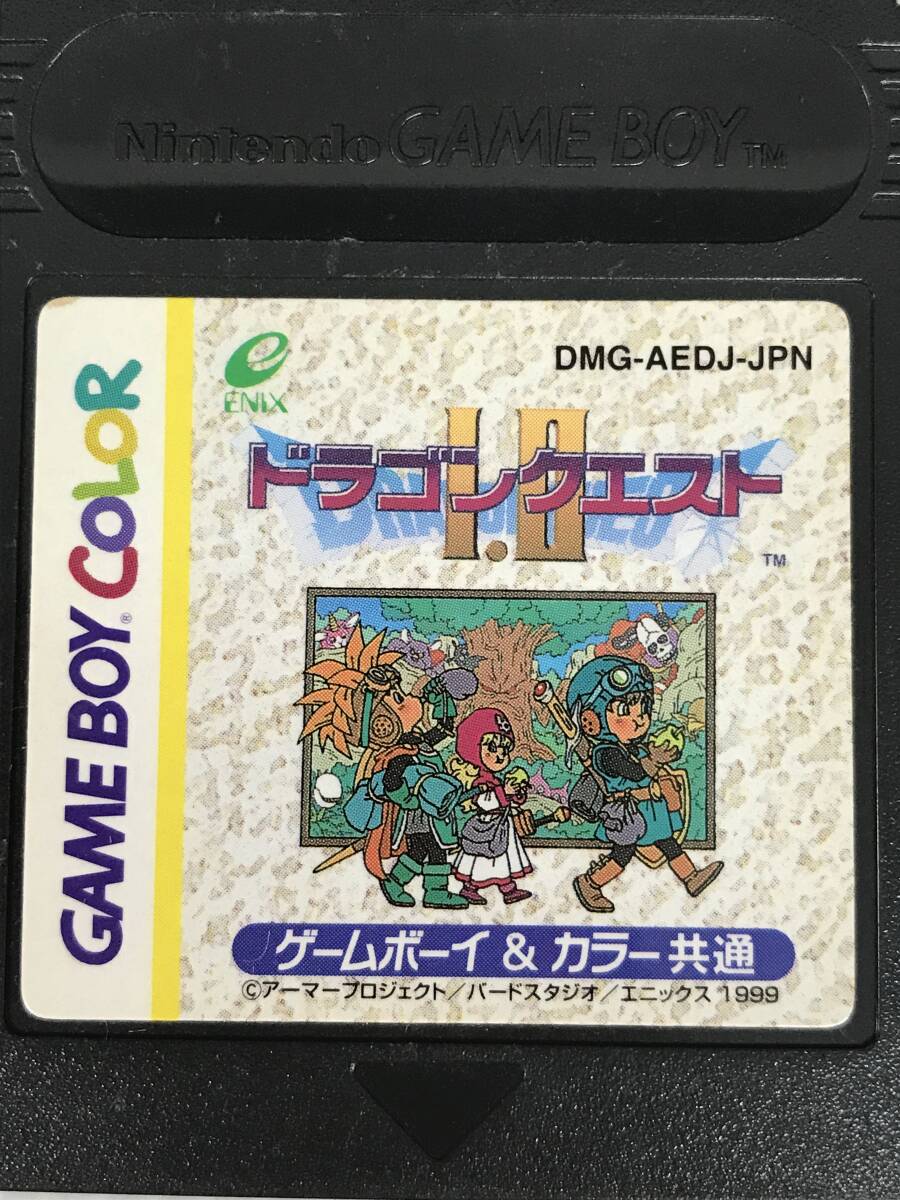 Nintendo GAME BOY TM
GAME BOY COLOR
ENIX
DMG-AEDJ-JPN
ドラゴンクエスト
I.II
TM
ゲームボーイ & カラー共通
©アーマープロジェクト/バードスタジオ/エニックス 1999